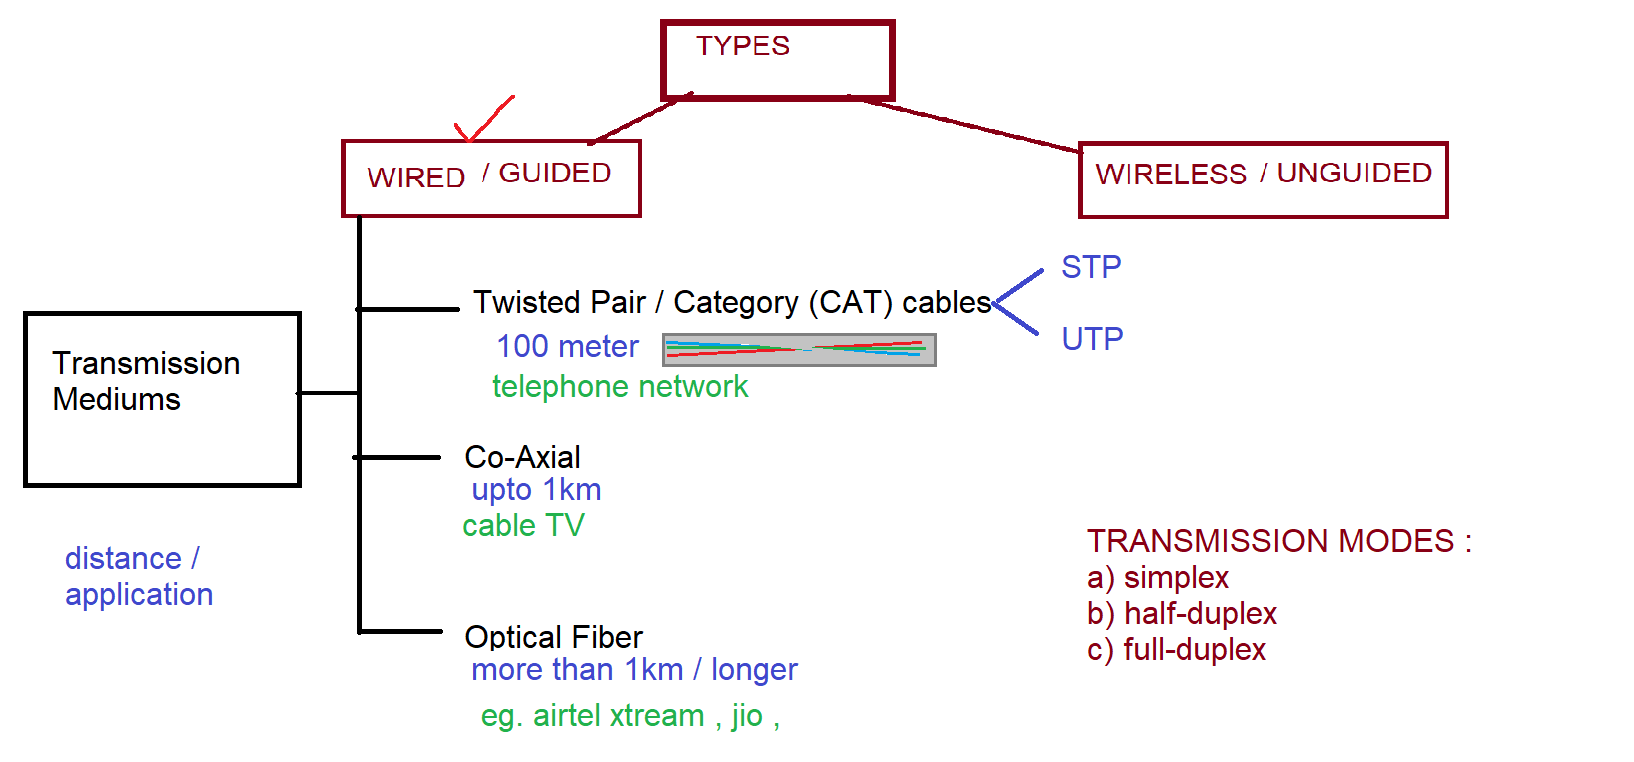 TYPES
WIRED / GUIDED
WIRELESS / UNGUIDED
STP
Twisted Pair / Category (CAT) cables
UTP
100 meter
telephone network
Transmission
Mediums
Co-Axial
upto 1km
cable TV
distance /
application
Optical Fiber
more than 1km / longer
eg. airtel xtream , jio ,
TRANSMISSION MODES :
a) simplex
b) half-duplex
c) full-duplex